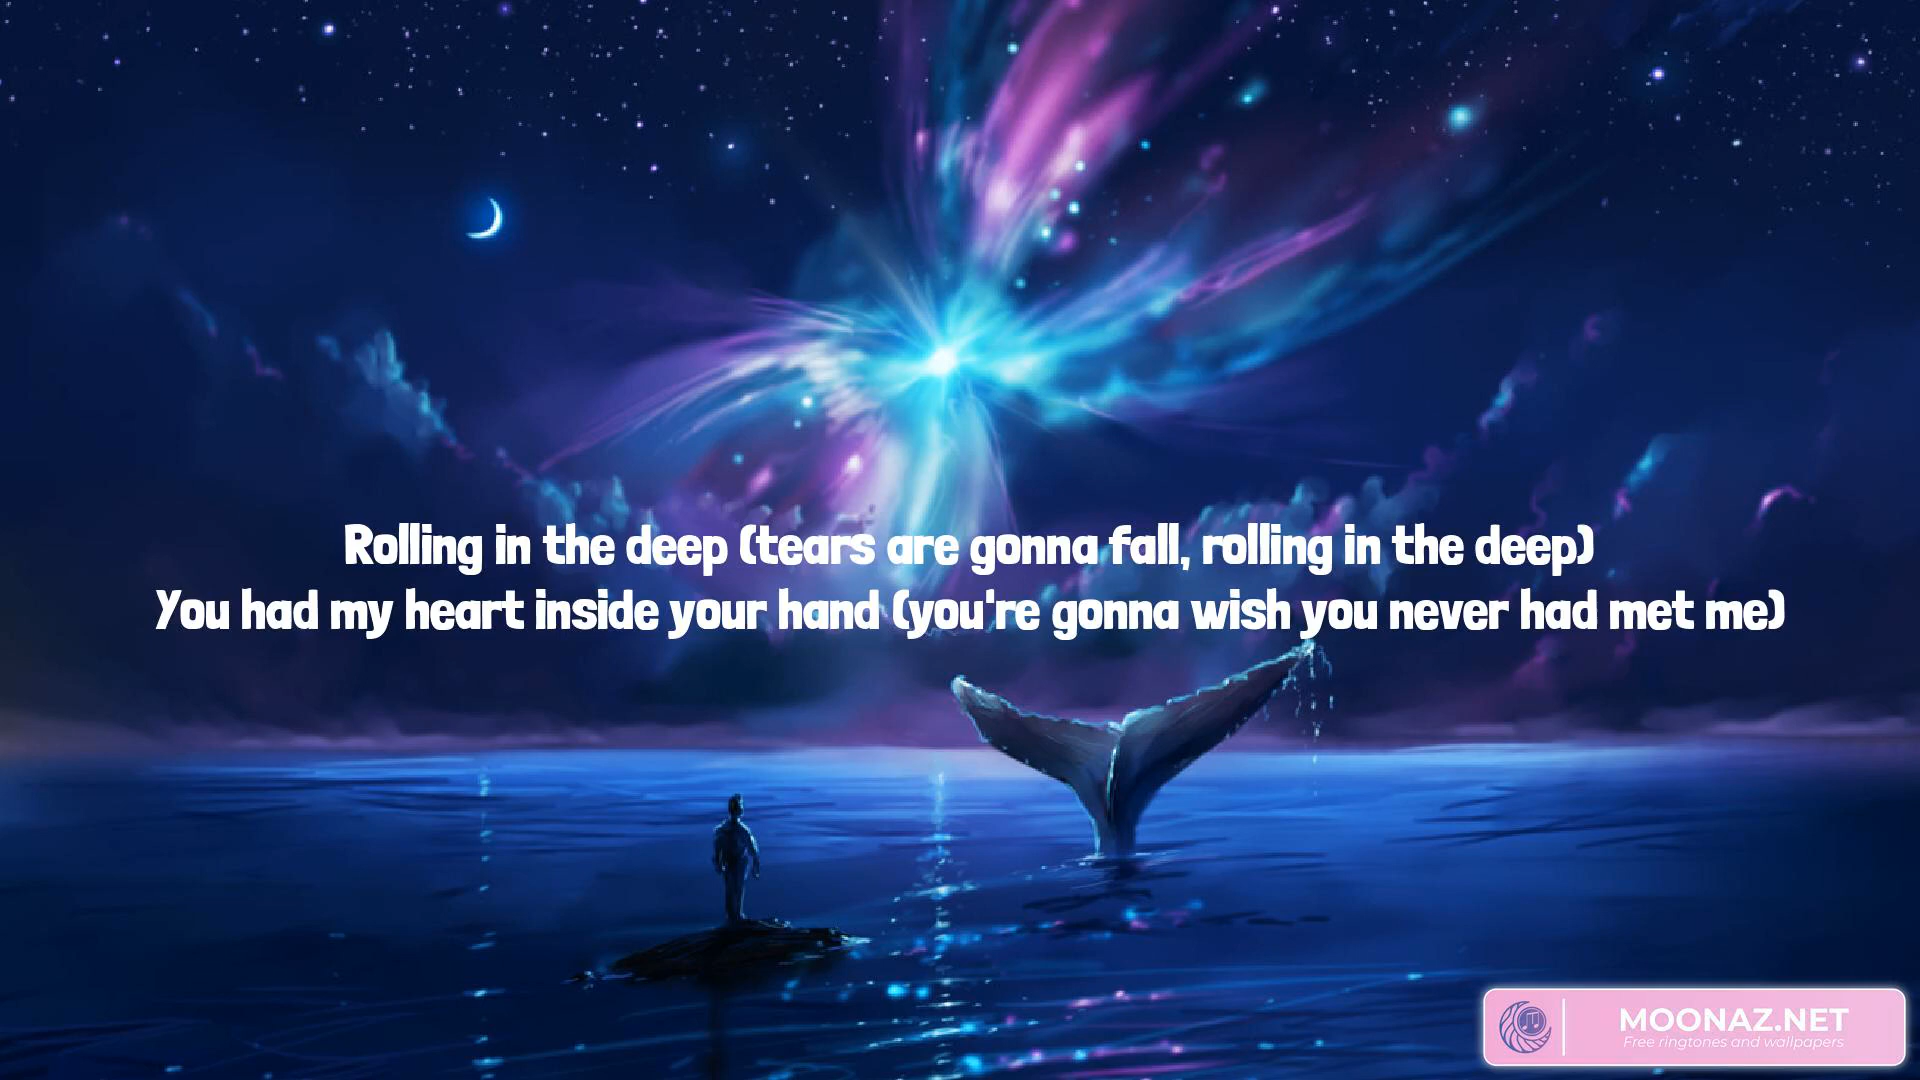 Rolling in the deep (tears are gonna fall, rolling in the deep)
You had my heart inside your hand (you're gonna wish you never had met me)
MOONAZ.NET
Free ringtones and wallpapers